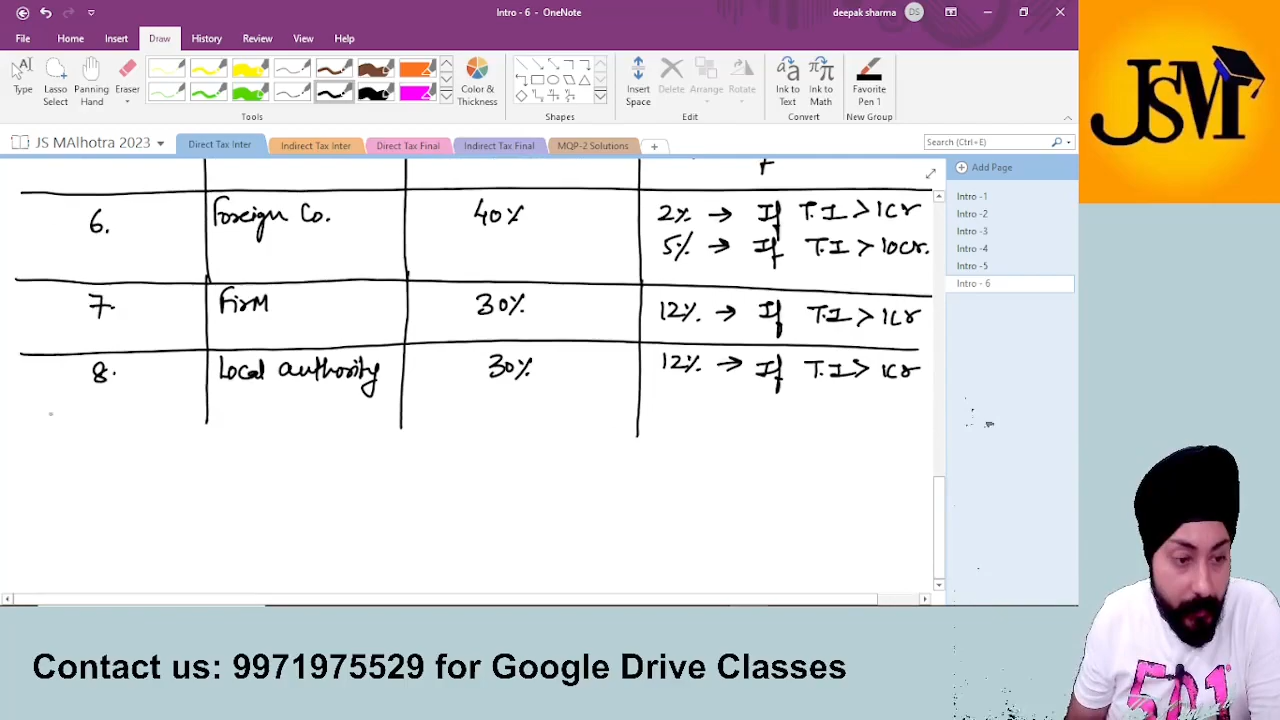 Intro - 6 - OneNote
deepak sharma
DS
File
Home
Insert
Draw
History
Review
View
Help
Type
Lasso
Select
Panning
Hand
Eraser
Color &
Thickness
Insert
Space
Delete
Arrange
Rotate
Ink to
Text
Ink to
Math
Favorite
Pen 1
Tools
Shapes
Edit
Convert
New Group
JS MAlhotra 2023
Direct Tax Inter
Indirect Tax Inter
Direct Tax Final
Indirect Tax Final
MQP-2 Solutions
Search (Ctrl+E)
Add Page
Intro -1
Intro -2
Intro -3
Intro -4
Intro -5
Intro - 6
6. Foreign Co. 40% 2% → If T.I > 1cr
5% → If T.I > 10cr.
7. Firm 30% 12% → If T.I > 1cr
8. Local authority 30% 12% → If T.I > 1cr
JSM
501
Contact us: 9971975529 for Google Drive Classes